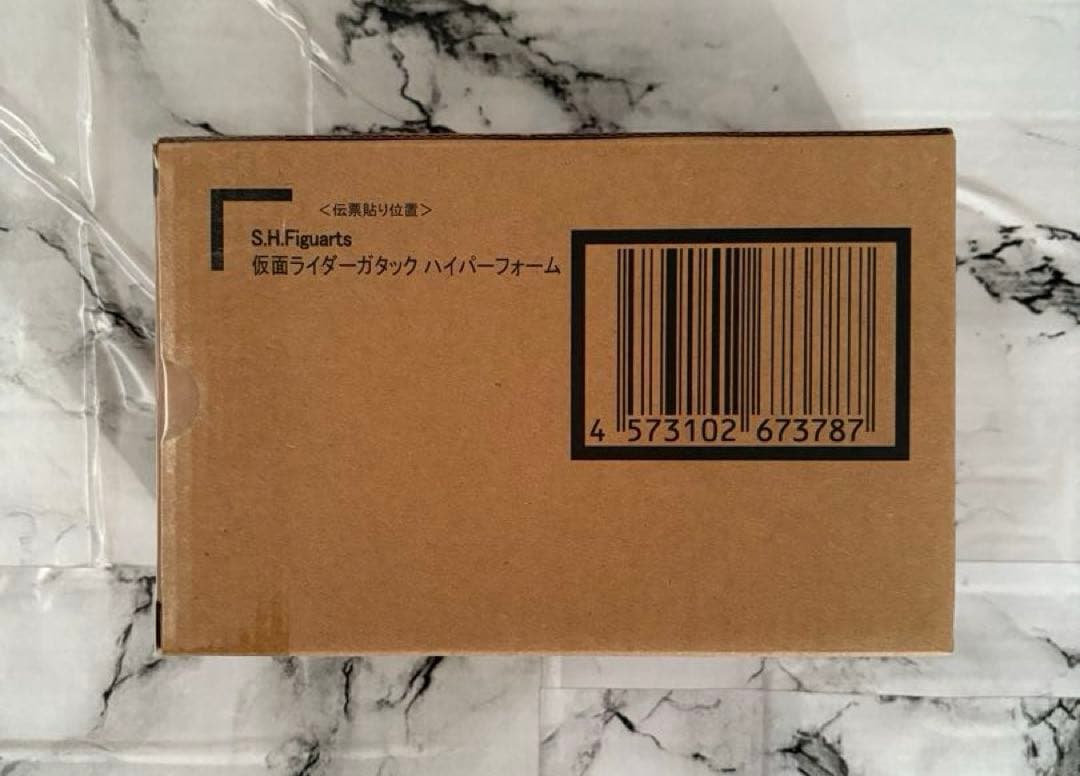 ＜伝票貼り位置＞
S.H.Figuarts
仮面ライダーガタック ハイパーフォーム
4 573102 673787